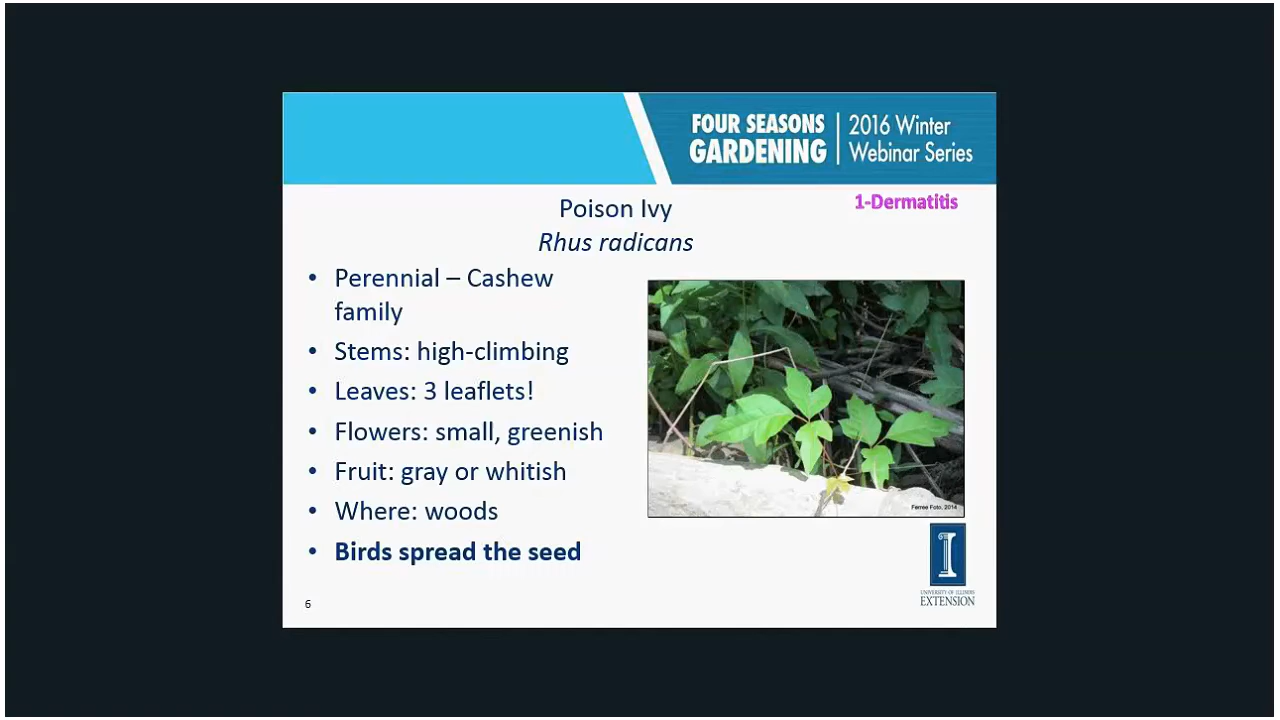 FOUR SEASONS
GARDENING
2016 Winter
Webinar Series
1-Dermatitis
Poison Ivy
Rhus radicans
• Perennial – Cashew
family
• Stems: high-climbing
• Leaves: 3 leaflets!
• Flowers: small, greenish
• Fruit: gray or whitish
• Where: woods
• Birds spread the seed
Ferree Foto, 2014
I
UNIVERSITY OF ILLINOIS
EXTENSION
6